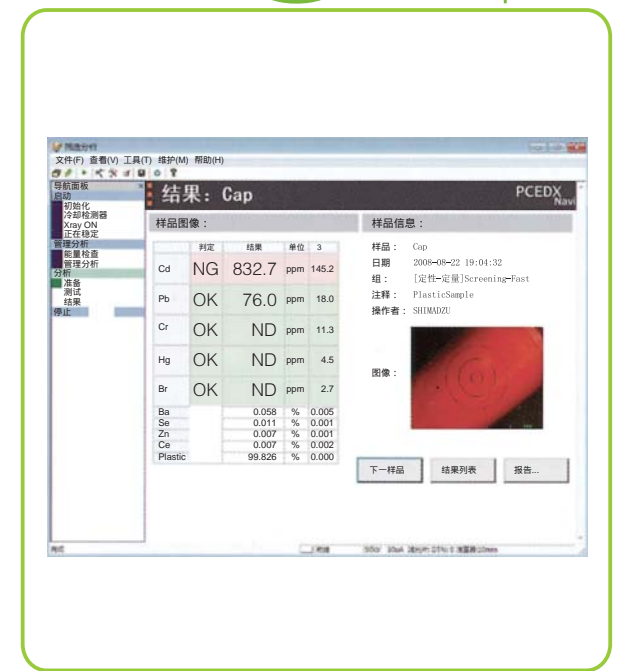 筛选分析
文件(F) 查看(V) 工具(T) 维护(M) 帮助(H)
导航面板
启动
初始化
冷却检测器
Xray ON
正在稳定
管理分析
能量检查
管理分析
分析
准备
测试
结果
停止
结果: Cap
PCEDX
Navi
样品图像：
判定 结果 单位 3
Cd NG 832.7 ppm 145.2
Pb OK 76.0 ppm 18.0
Cr OK ND ppm 11.3
Hg OK ND ppm 4.5
Br OK ND ppm 2.7
Ba 0.058 % 0.005
Se 0.011 % 0.001
Zn 0.007 % 0.001
Ce 0.007 % 0.002
Plastic 99.826 % 0.000
样品信息：
样品： Cap
日期 2008-08-22 19:04:32
组： [定性-定量]Screening-Fast
注释： PlasticSample
操作者： SHIMADZU
图像：
下一样品 结果列表 报告...
完成